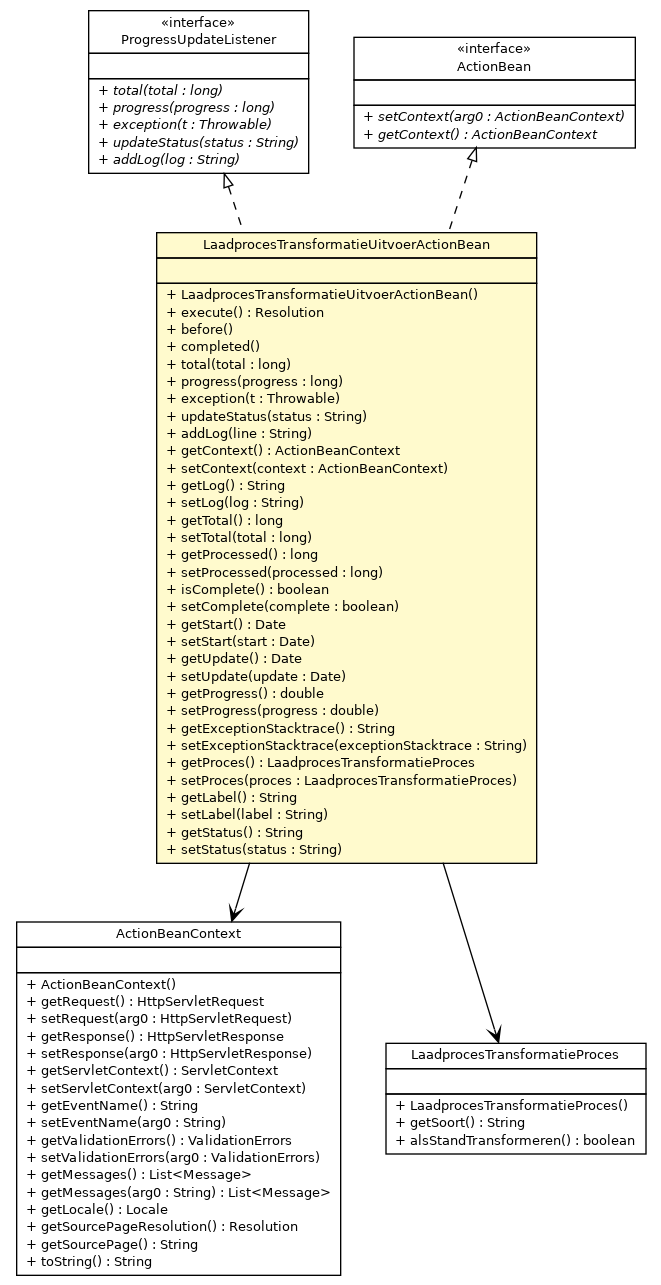 «interface»
ProgressUpdateListener
+ total(total : long)
+ progress(progress : long)
+ exception(t : Throwable)
+ updateStatus(status : String)
+ addLog(log : String)
«interface»
ActionBean
+ setContext(arg0 : ActionBeanContext)
+ getContext() : ActionBeanContext
LaadprocesTransformatieUitvoerActionBean
+ LaadprocesTransformatieUitvoerActionBean()
+ execute() : Resolution
+ before()
+ completed()
+ total(total : long)
+ progress(progress : long)
+ exception(t : Throwable)
+ updateStatus(status : String)
+ addLog(line : String)
+ getContext() : ActionBeanContext
+ setContext(context : ActionBeanContext)
+ getLog() : String
+ setLog(log : String)
+ getTotal() : long
+ setTotal(total : long)
+ getProcessed() : long
+ setProcessed(processed : long)
+ isComplete() : boolean
+ setComplete(complete : boolean)
+ getStart() : Date
+ setStart(start : Date)
+ getUpdate() : Date
+ setUpdate(update : Date)
+ getProgress() : double
+ setProgress(progress : double)
+ getExceptionStacktrace() : String
+ setExceptionStacktrace(exceptionStacktrace : String)
+ getProces() : LaadprocesTransformatieProces
+ setProces(proces : LaadprocesTransformatieProces)
+ getLabel() : String
+ setLabel(label : String)
+ getStatus() : String
+ setStatus(status : String)
ActionBeanContext
+ ActionBeanContext()
+ getRequest() : HttpServletRequest
+ setRequest(arg0 : HttpServletRequest)
+ getResponse() : HttpServletResponse
+ setResponse(arg0 : HttpServletResponse)
+ getServletContext() : ServletContext
+ setServletContext(arg0 : ServletContext)
+ getEventName() : String
+ setEventName(arg0 : String)
+ getValidationErrors() : ValidationErrors
+ setValidationErrors(arg0 : ValidationErrors)
+ getMessages() : List<Message>
+ getMessages(arg0 : String) : List<Message>
+ getLocale() : Locale
+ getSourcePageResolution() : Resolution
+ getSourcePage() : String
+ toString() : String
LaadprocesTransformatieProces
+ LaadprocesTransformatieProces()
+ getSoort() : String
+ alsStandTransformeren() : boolean